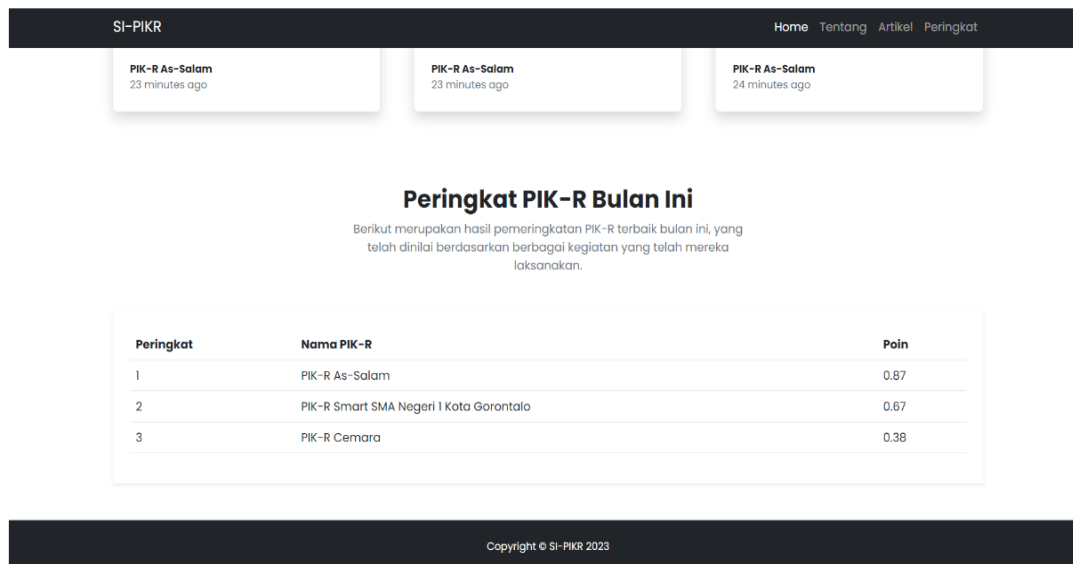 SI-PIKR Home Tentang Artikel Peringkat
PIK-R As-Salam PIK-R As-Salam PIK-R As-Salam
23 minutes ago 23 minutes ago 24 minutes ago
Peringkat PIK-R Bulan Ini
Berikut merupakan hasil pemeringkatan PIK-R terbaik bulan ini, yang
telah dinilai berdasarkan berbagai kegiatan yang telah mereka
laksanakan.
Peringkat Nama PIK-R Poin
1 PIK-R As-Salam 0.87
2 PIK-R Smart SMA Negeri 1 Kota Gorontalo 0.67
3 PIK-R Cemara 0.38
Copyright © SI-PIKR 2023